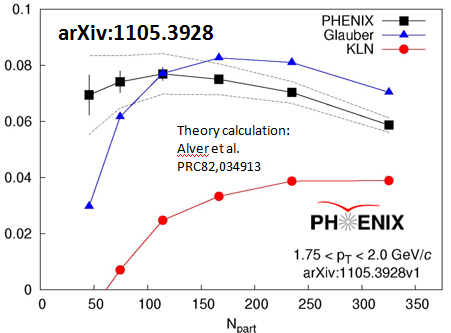 0.1
0.08
0.06
0.04
0.02
0
arXiv:1105.3928
PHENIX
Glauber
KLN
Theory calculation:
Alver et al.
PRC82,034913
PHENIX
1.75 < pT < 2.0 GeV/c
arXiv:1105.3928v1
0 50 100 150 200 250 300 350
Npart